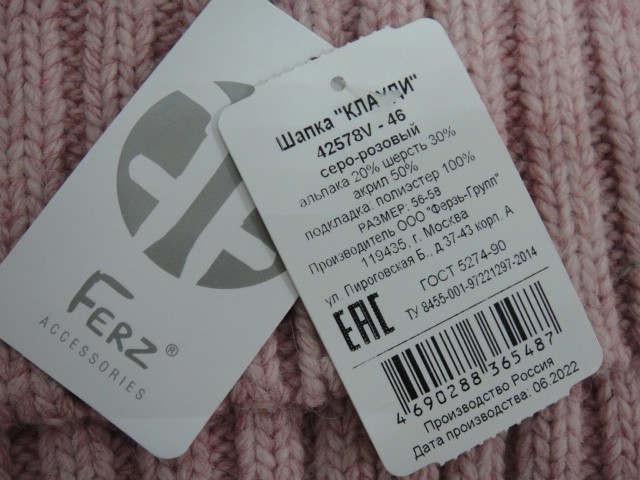 FERZ®
ACCESSORIES
Шапка "КЛАУДИ"
42578V - 46
серо-розовый
альпака 20% шерсть 30%
акрил 50%
подкладка: полиэстер 100%
РАЗМЕР: 56-58
Производитель ООО "Ферзь-Групп"
119435, г. Москва
ул. Пироговская Б., д 37-43 корп. А
ГОСТ 5274-90
ТУ 8455-001-97221297-2014
EAC
4 690288 365487
Производство Россия
Дата производства: 06.2022